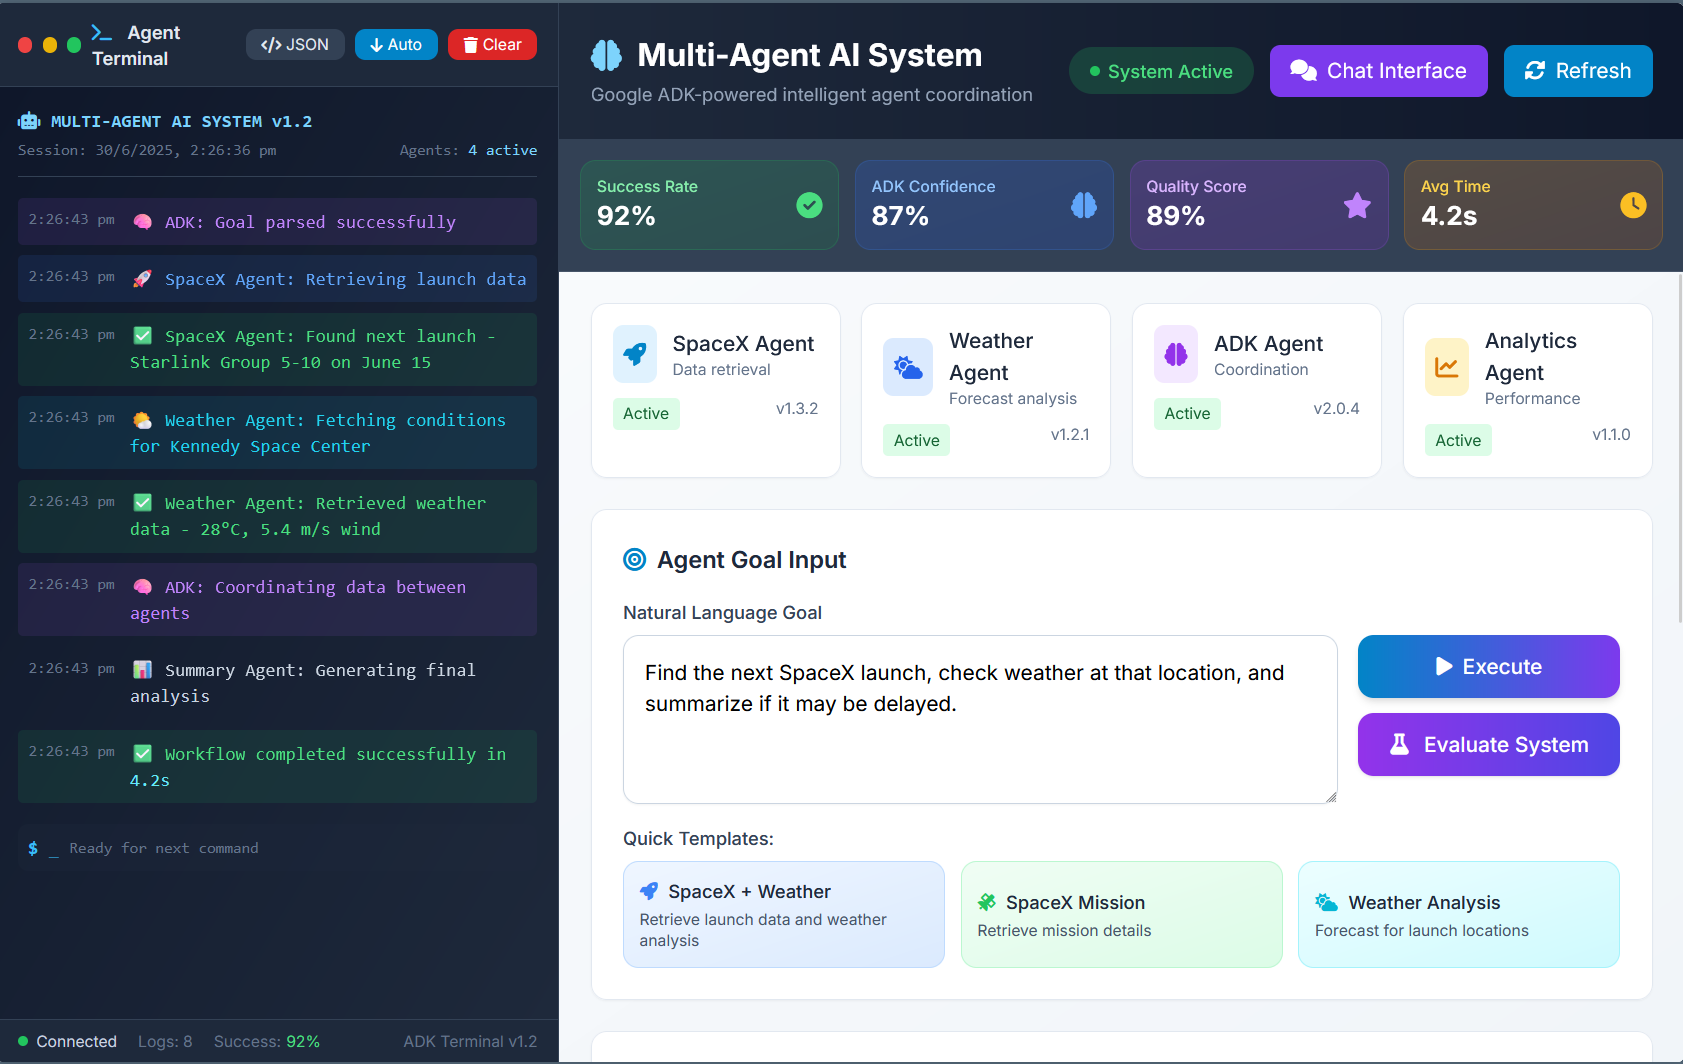 Agent
Terminal
JSON
Auto
Clear
MULTI-AGENT AI SYSTEM v1.2
Session: 30/6/2025, 2:26:36 pm
Agents: 4 active
2:26:43 pm ADK: Goal parsed successfully
2:26:43 pm SpaceX Agent: Retrieving launch data
2:26:43 pm SpaceX Agent: Found next launch -
Starlink Group 5-10 on June 15
2:26:43 pm Weather Agent: Fetching conditions
for Kennedy Space Center
2:26:43 pm Weather Agent: Retrieved weather
data - 28°C, 5.4 m/s wind
2:26:43 pm ADK: Coordinating data between
agents
2:26:43 pm Summary Agent: Generating final
analysis
2:26:43 pm Workflow completed successfully in
4.2s
$ _ Ready for next command
Connected
Logs: 8
Success: 92%
ADK Terminal v1.2
Multi-Agent AI System
Google ADK-powered intelligent agent coordination
System Active
Chat Interface
Refresh
Success Rate
92%
ADK Confidence
87%
Quality Score
89%
Avg Time
4.2s
SpaceX Agent
Data retrieval
Active
v1.3.2
Weather
Agent
Forecast analysis
Active
v1.2.1
ADK Agent
Coordination
Active
v2.0.4
Analytics
Agent
Performance
Active
v1.1.0
Agent Goal Input
Natural Language Goal
Find the next SpaceX launch, check weather at that location, and
summarize if it may be delayed.
Execute
Evaluate System
Quick Templates:
SpaceX + Weather
Retrieve launch data and weather
analysis
SpaceX Mission
Retrieve mission details
Weather Analysis
Forecast for launch locations